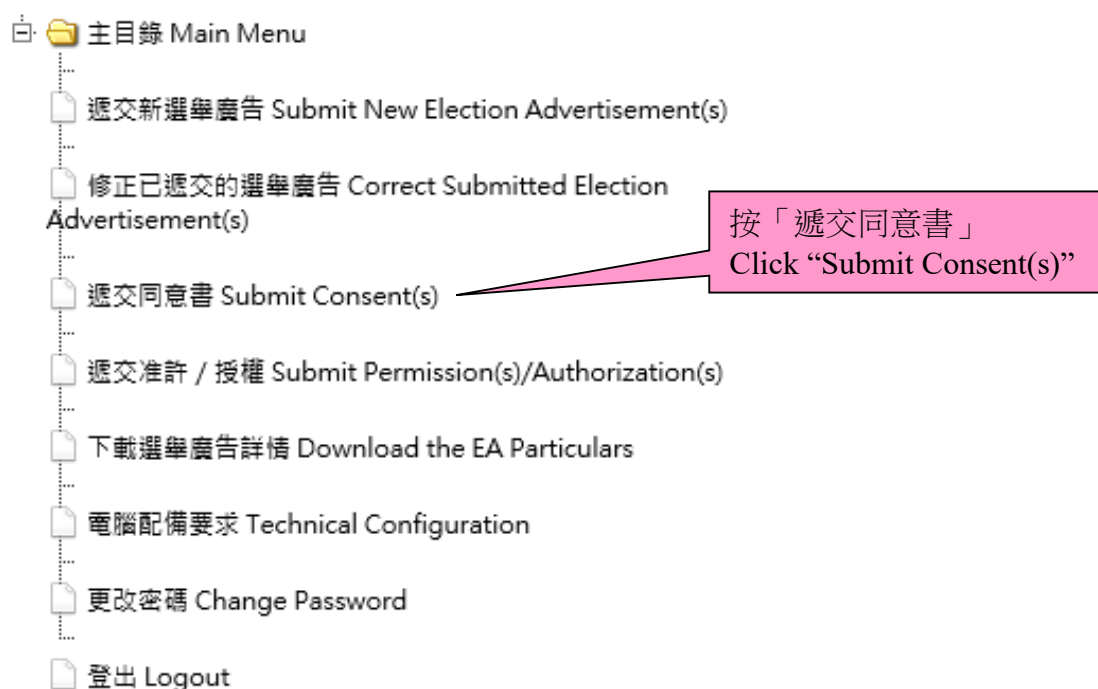 主目錄 Main Menu
遞交新選舉廣告 Submit New Election Advertisement(s)
修正已遞交的選舉廣告 Correct Submitted Election
Advertisement(s)
按「遞交同意書」
Click “Submit Consent(s)”
遞交同意書 Submit Consent(s)
遞交准許 / 授權 Submit Permission(s)/Authorization(s)
下載選舉廣告詳情 Download the EA Particulars
電腦配備要求 Technical Configuration
更改密碼 Change Password
登出 Logout